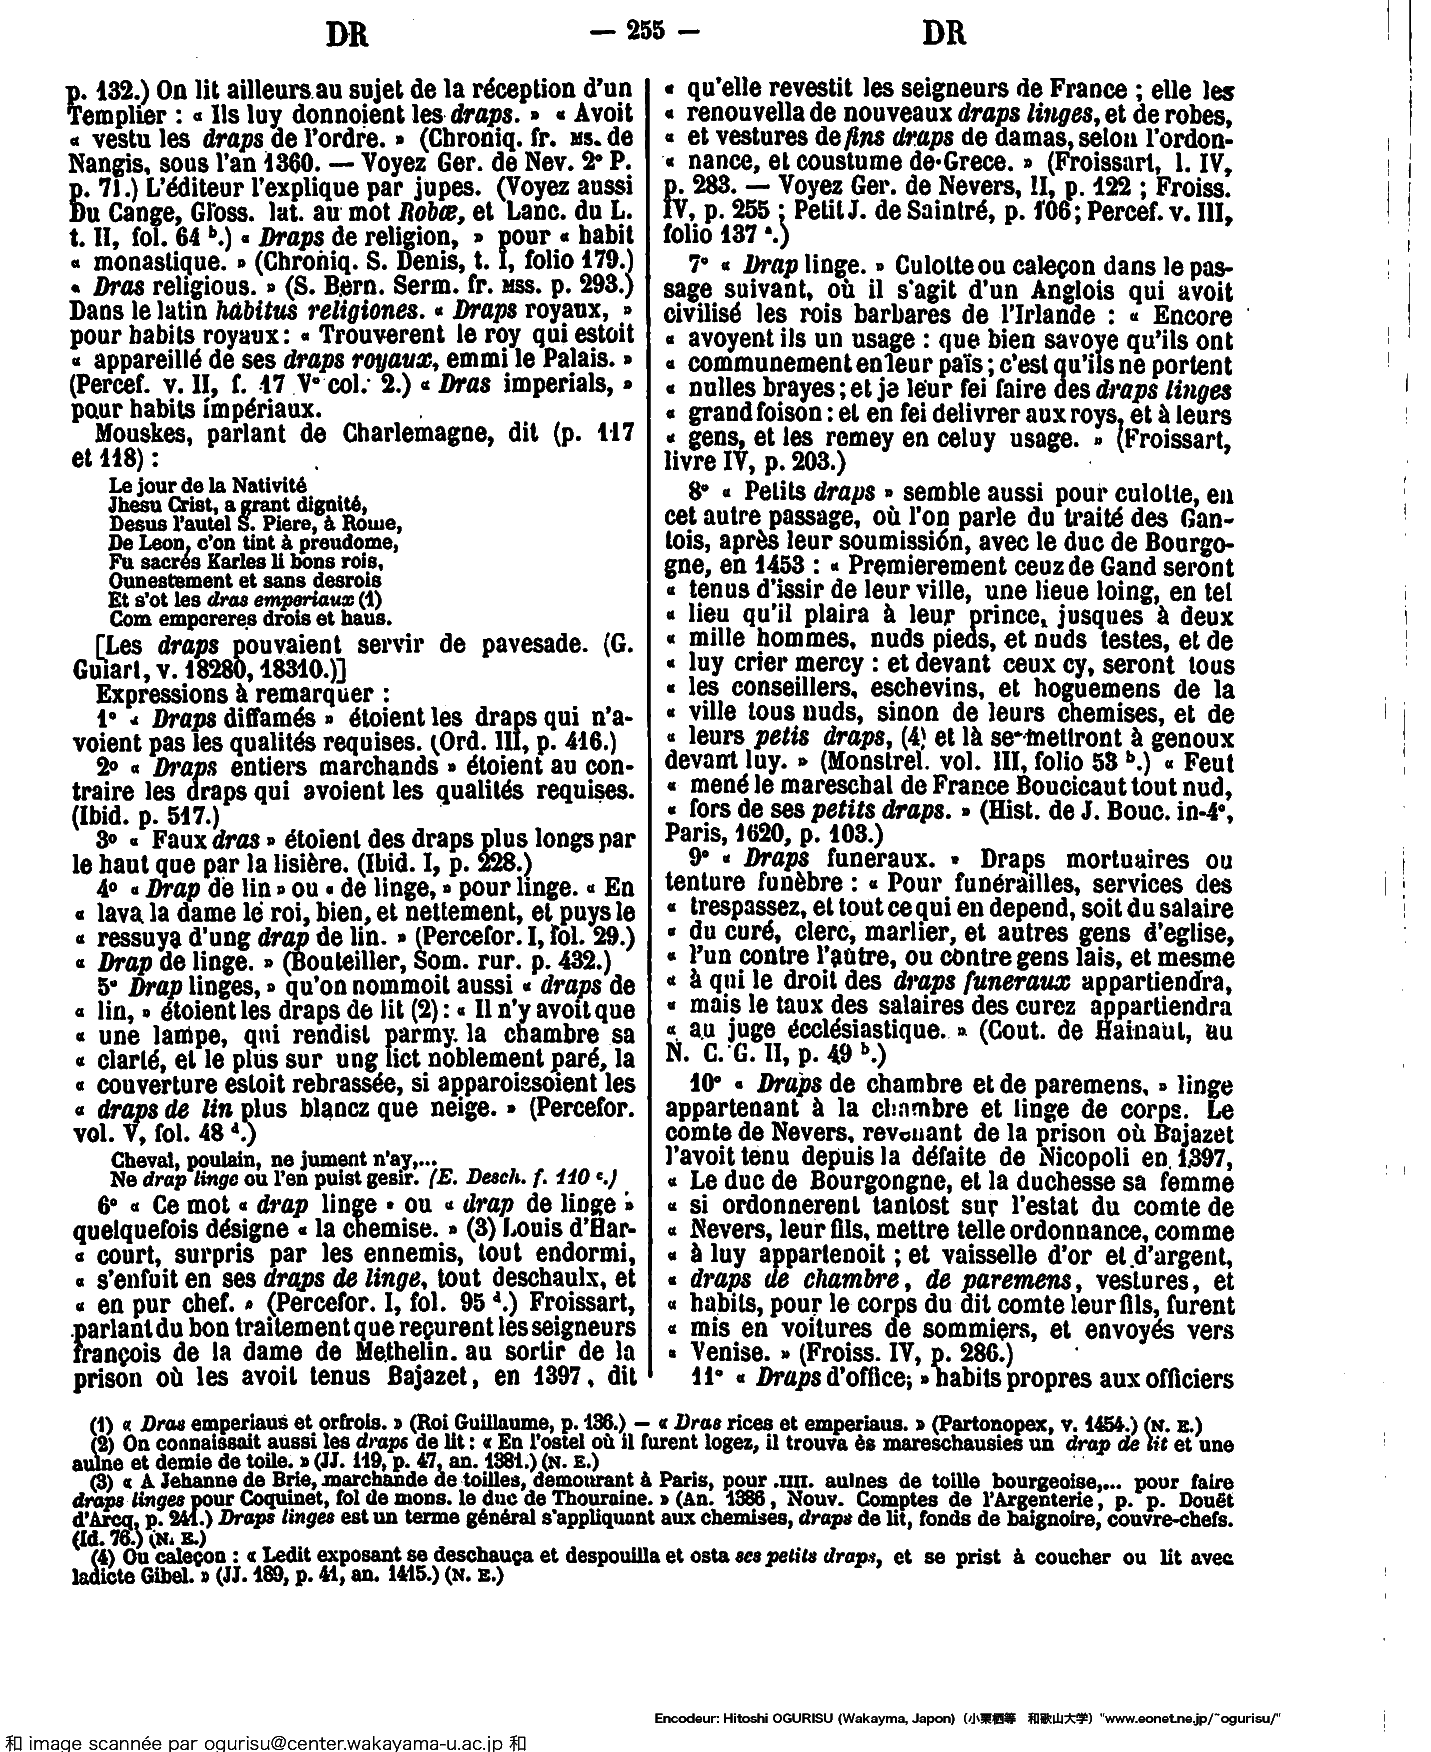 DR
— 255 —
DR
p. 132.) On lit ailleurs au sujet de la réception d'un
Templier : « Ils luy donnoient les draps. » « Avoit
« vestu les draps de l'ordre. » (Chroniq. fr. MS. de
Nangis, sous l'an 1360. — Voyez Ger. de Nev. 2° P.
p. 71.) L'éditeur l'explique par jupes. (Voyez aussi
Du Cange, Gloss. lat. au mot Robæ, et Lanc. du L.
t. II, fol. 64 b.) « Draps de religion, » pour « habit
« monastique. » (Chroniq. S. Denis, t. I, folio 179.)
« Dras religious. » (S. Bern. Serm. fr. MSS. p. 293.)
Dans le latin habitus religiones. « Draps royaux, »
pour habits royaux : « Trouverent le roy qui estoit
« appareillé de ses draps royaux, emmi le Palais. »
(Percef. v. II, f. 17 V° col. 2.) « Dras imperials, »
pour habits impériaux.
Mouskes, parlant de Charlemagne, dit (p. 117
et 118) :
Le jour de la Nativité
Jhesu Crist, a grant dignité,
Desus l'autel S. Piere, à Rome,
De Leon, c'on tint à preudome,
Fu sacrés Karles li bons rois,
Ounestement et sans desrois
Et s'ot les dras emperiaux (1)
Com empereres drois et haus.
[Les draps pouvaient servir de pavesade. (G.
Guiart, v. 18280, 18310.)]
Expressions à remarquer :
1° « Draps diffamés » étoient les draps qui n'a-
voient pas les qualités requises. (Ord. III, p. 416.)
2° « Draps entiers marchands » étoient au con-
traire les draps qui avoient les qualités requises.
(Ibid. p. 517.)
3° « Faux dras » étoient des draps plus longs par
le haut que par la lisière. (Ibid. I, p. 228.)
4° « Drap de lin » ou « de linge, » pour linge. « En
« lava la dame le roi, bien, et nettement, et puys le
« ressuya d'ung drap de lin. » (Percefor. I, fol. 29.)
« Drap de linge. » (Bouteiller, Som. rur. p. 432.)
5° Drap linges, » qu'on nommoit aussi « draps de
« lin, » étoient les draps de lit (2) : « Il n'y avoit que
« une lampe, qui rendist parmy la chambre sa
« clarté, et le plus sur ung lict noblement paré, la
« couverture estoit rebrassée, si apparoissoient les
« draps de lin plus blancz que neige. » (Percefor.
vol. V, fol. 48 d.)
Cheval, poulain, ne jument n'ay,...
Ne drap linge ou l'en puist gesir. (E. Desch. f. 110 c.)
6° « Ce mot « drap linge » ou « drap de linge »
quelquefois désigne « la chemise. » (3) Louis d'Har-
« court, surpris par les ennemis, tout endormi,
« s'enfuit en ses draps de linge, tout deschaulx, et
« en pur chef. » (Percefor. I, fol. 95 d.) Froissart,
parlant du bon traitement que reçurent les seigneurs
françois de la dame de Methelin. au sortir de la
prison où les avoit tenus Bajazet, en 1397, dit
« qu'elle revestit les seigneurs de France ; elle les
« renouvella de nouveaux draps linges, et de robes,
« et vestures de fins draps de damas, selon l'ordon-
« nance, et coustume de Grece. » (Froissart, l. IV,
p. 283. — Voyez Ger. de Nevers, II, p. 122 ; Froiss.
IV, p. 255 ; Petit J. de Saintré, p. 106 ; Percef. v. III,
folio 137 a.)
7° « Drap linge. » Culotte ou caleçon dans le pas-
sage suivant, où il s'agit d'un Anglois qui avoit
civilisé les rois barbares de l'Irlande : « Encore
« avoyent ils un usage : que bien savoye qu'ils ont
« communement en leur païs ; c'est qu'ils ne portent
« nulles brayes ; et je leur fei faire des draps linges
« grand foison : et en fei delivrer aux roys, et à leurs
« gens, et les remey en celuy usage. » (Froissart,
livre IV, p. 203.)
8° « Petits draps » semble aussi pour culotte, en
cet autre passage, où l'on parle du traité des Gan-
tois, après leur soumission, avec le duc de Bourgo-
gne, en 1453 : « Premierement ceuz de Gand seront
« tenus d'issir de leur ville, une lieue loing, en tel
« lieu qu'il plaira à leur prince, jusques à deux
« mille hommes, nuds pieds, et nuds testes, et de
« luy crier mercy : et devant ceux cy, seront tous
« les conseillers, eschevins, et hoguemens de la
« ville tous nuds, sinon de leurs chemises, et de
« leurs petis draps, (4) et là se mettront à genoux
devant luy. » (Monstrel. vol. III, folio 53 b.) « Feut
« mené le mareschal de France Boucicaut tout nud,
« fors de ses petits draps. » (Hist. de J. Bouc. in-4°,
Paris, 1620, p. 103.)
9° « Draps funeraux. » Draps mortuaires ou
tenture funèbre : « Pour funérailles, services des
« trespassez, et tout ce qui en depend, soit du salaire
« du curé, clerc, marlier, et autres gens d'eglise,
« l'un contre l'autre, ou contre gens lais, et mesme
« à qui le droit des draps funeraux appartiendra,
« mais le taux des salaires des curez appartiendra
« au juge écclésiastique. » (Cout. de Hainaut, au
N. C. G. II, p. 49 b.)
10° « Draps de chambre et de paremens, » linge
appartenant à la chambre et linge de corps. Le
comte de Nevers, revenant de la prison où Bajazet
l'avoit tenu depuis la défaite de Nicopoli en 1397,
« Le duc de Bourgongne, et la duchesse sa femme
« si ordonnerent tantost sur l'estat du comte de
« Nevers, leur fils, mettre telle ordonnance, comme
« à luy appartenoit ; et vaisselle d'or et d'argent,
« draps de chambre, de paremens, vestures, et
« habits, pour le corps du dit comte leur fils, furent
« mis en voitures de sommiers, et envoyés vers
« Venise. » (Froiss. IV, p. 286.)
11° « Draps d'office, » habits propres aux officiers
(1) « Dras emperiaus et orfrois. » (Roi Guillaume, p. 136.) — « Dras rices et emperiaus. » (Partonopex, v. 1454.) (N. E.)
(2) On connaissait aussi les draps de lit : « En l'ostel où il furent logez, il trouva ès mareschausies un drap de lit et une
aulne et demie de toile. » (JJ. 119, p. 47, an. 1381.) (N. E.)
(3) « A Jehanne de Brie, marchande de toilles, demourant à Paris, pour .IIII. aulnes de toille bourgeoise,... pour faire
draps linges pour Coquinet, fol de mons. le duc de Thouraine. » (An. 1386, Nouv. Comptes de l'Argenterie, p. p. Douët
d'Arcq, p. 241.) Draps linges est un terme général s'appliquant aux chemises, draps de lit, fonds de baignoire, couvre-chefs.
(Id. 76.) (N. E.)
(4) Ou caleçon : « Ledit exposant se deschauça et despouilla et osta ses petits draps, et se prist à coucher ou lit avec
ladicte Gibel. » (JJ. 189, p. 41, an. 1415.) (N. E.)
Encodeur: Hitoshi OGURISU (Wakayma, Japon) (小栗栖等 和歌山大学) "www.eonet.ne.jp/~ogurisu/"
和 image scannée par ogurisu@center.wakayama-u.ac.jp 和